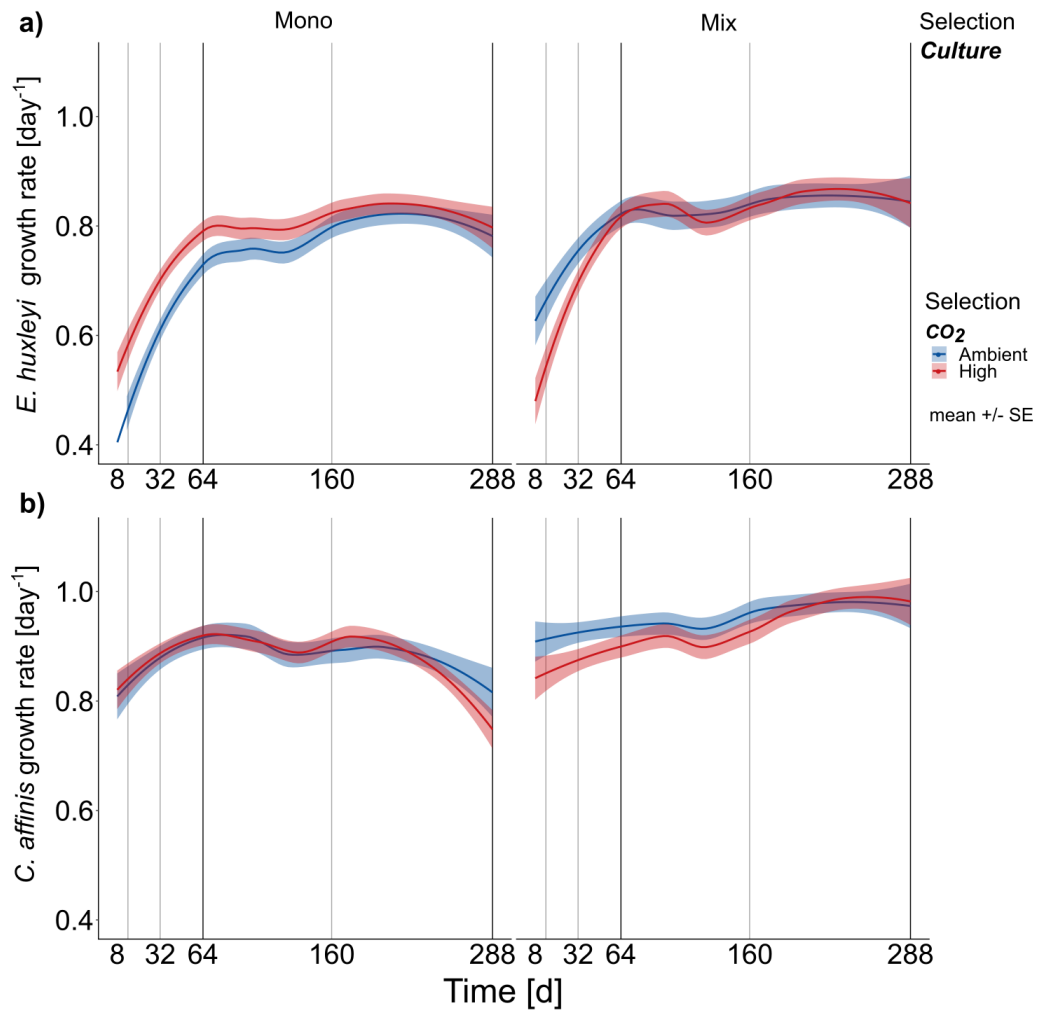 a)
Mono
Mix
Selection
Culture
E. huxleyi growth rate [day-1]
1.0
0.8
0.6
0.4
8 32 64 160 288
8 32 64 160 288
Selection
CO2
Ambient
High
mean +/- SE
b)
C. affinis growth rate [day-1]
1.0
0.8
0.6
0.4
8 32 64 160 288
8 32 64 160 288
Time [d]